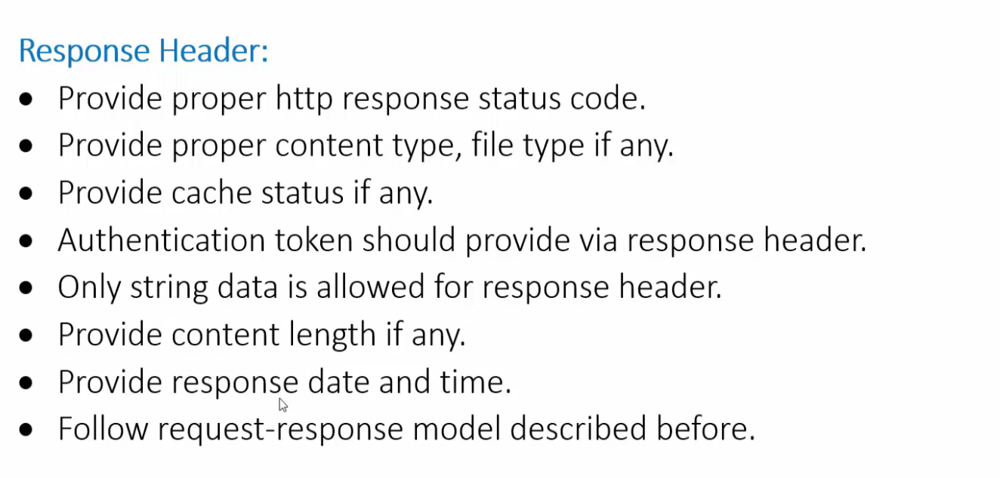 Response Header:
● Provide proper http response status code.
● Provide proper content type, file type if any.
● Provide cache status if any.
● Authentication token should provide via response header.
● Only string data is allowed for response header.
● Provide content length if any.
● Provide response date and time.
● Follow request-response model described before.